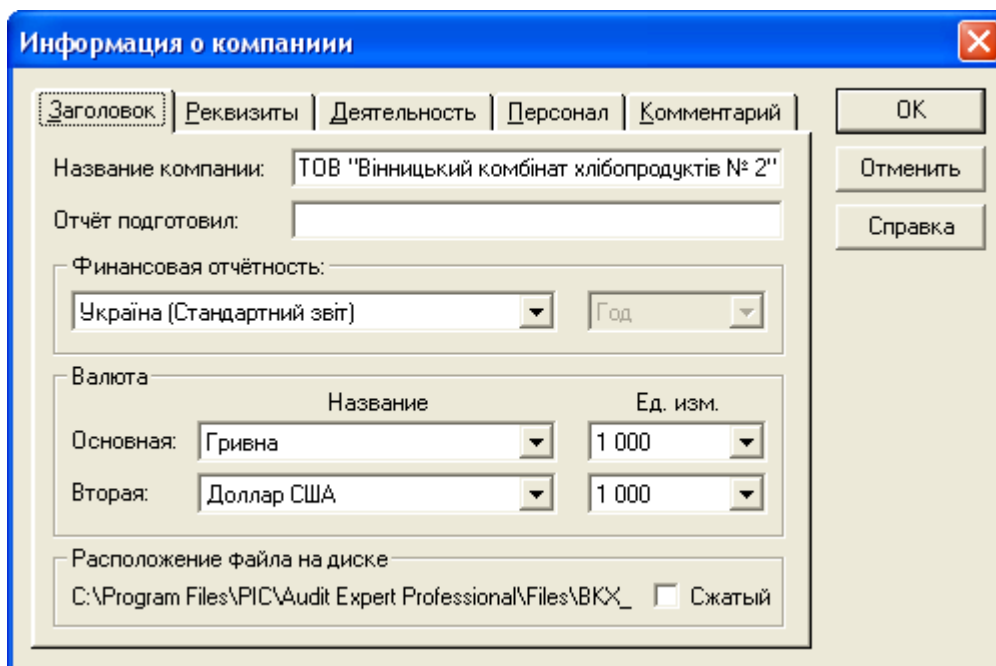 Информация о компаниии
Заголовок Реквизиты Деятельность Персонал Комментарий
OK
Название компании: ТОВ "Вінницький комбінат хлібопродуктів № 2"
Отменить
Отчёт подготовил:
Справка
Финансовая отчётность:
Україна (Стандартний звіт) Год
Валюта
Название Ед. изм.
Основная: Гривна 1 000
Вторая: Доллар США 1 000
Расположение файла на диске
C:\Program Files\PIC\Audit Expert Professional\Files\BKX_ Сжатый